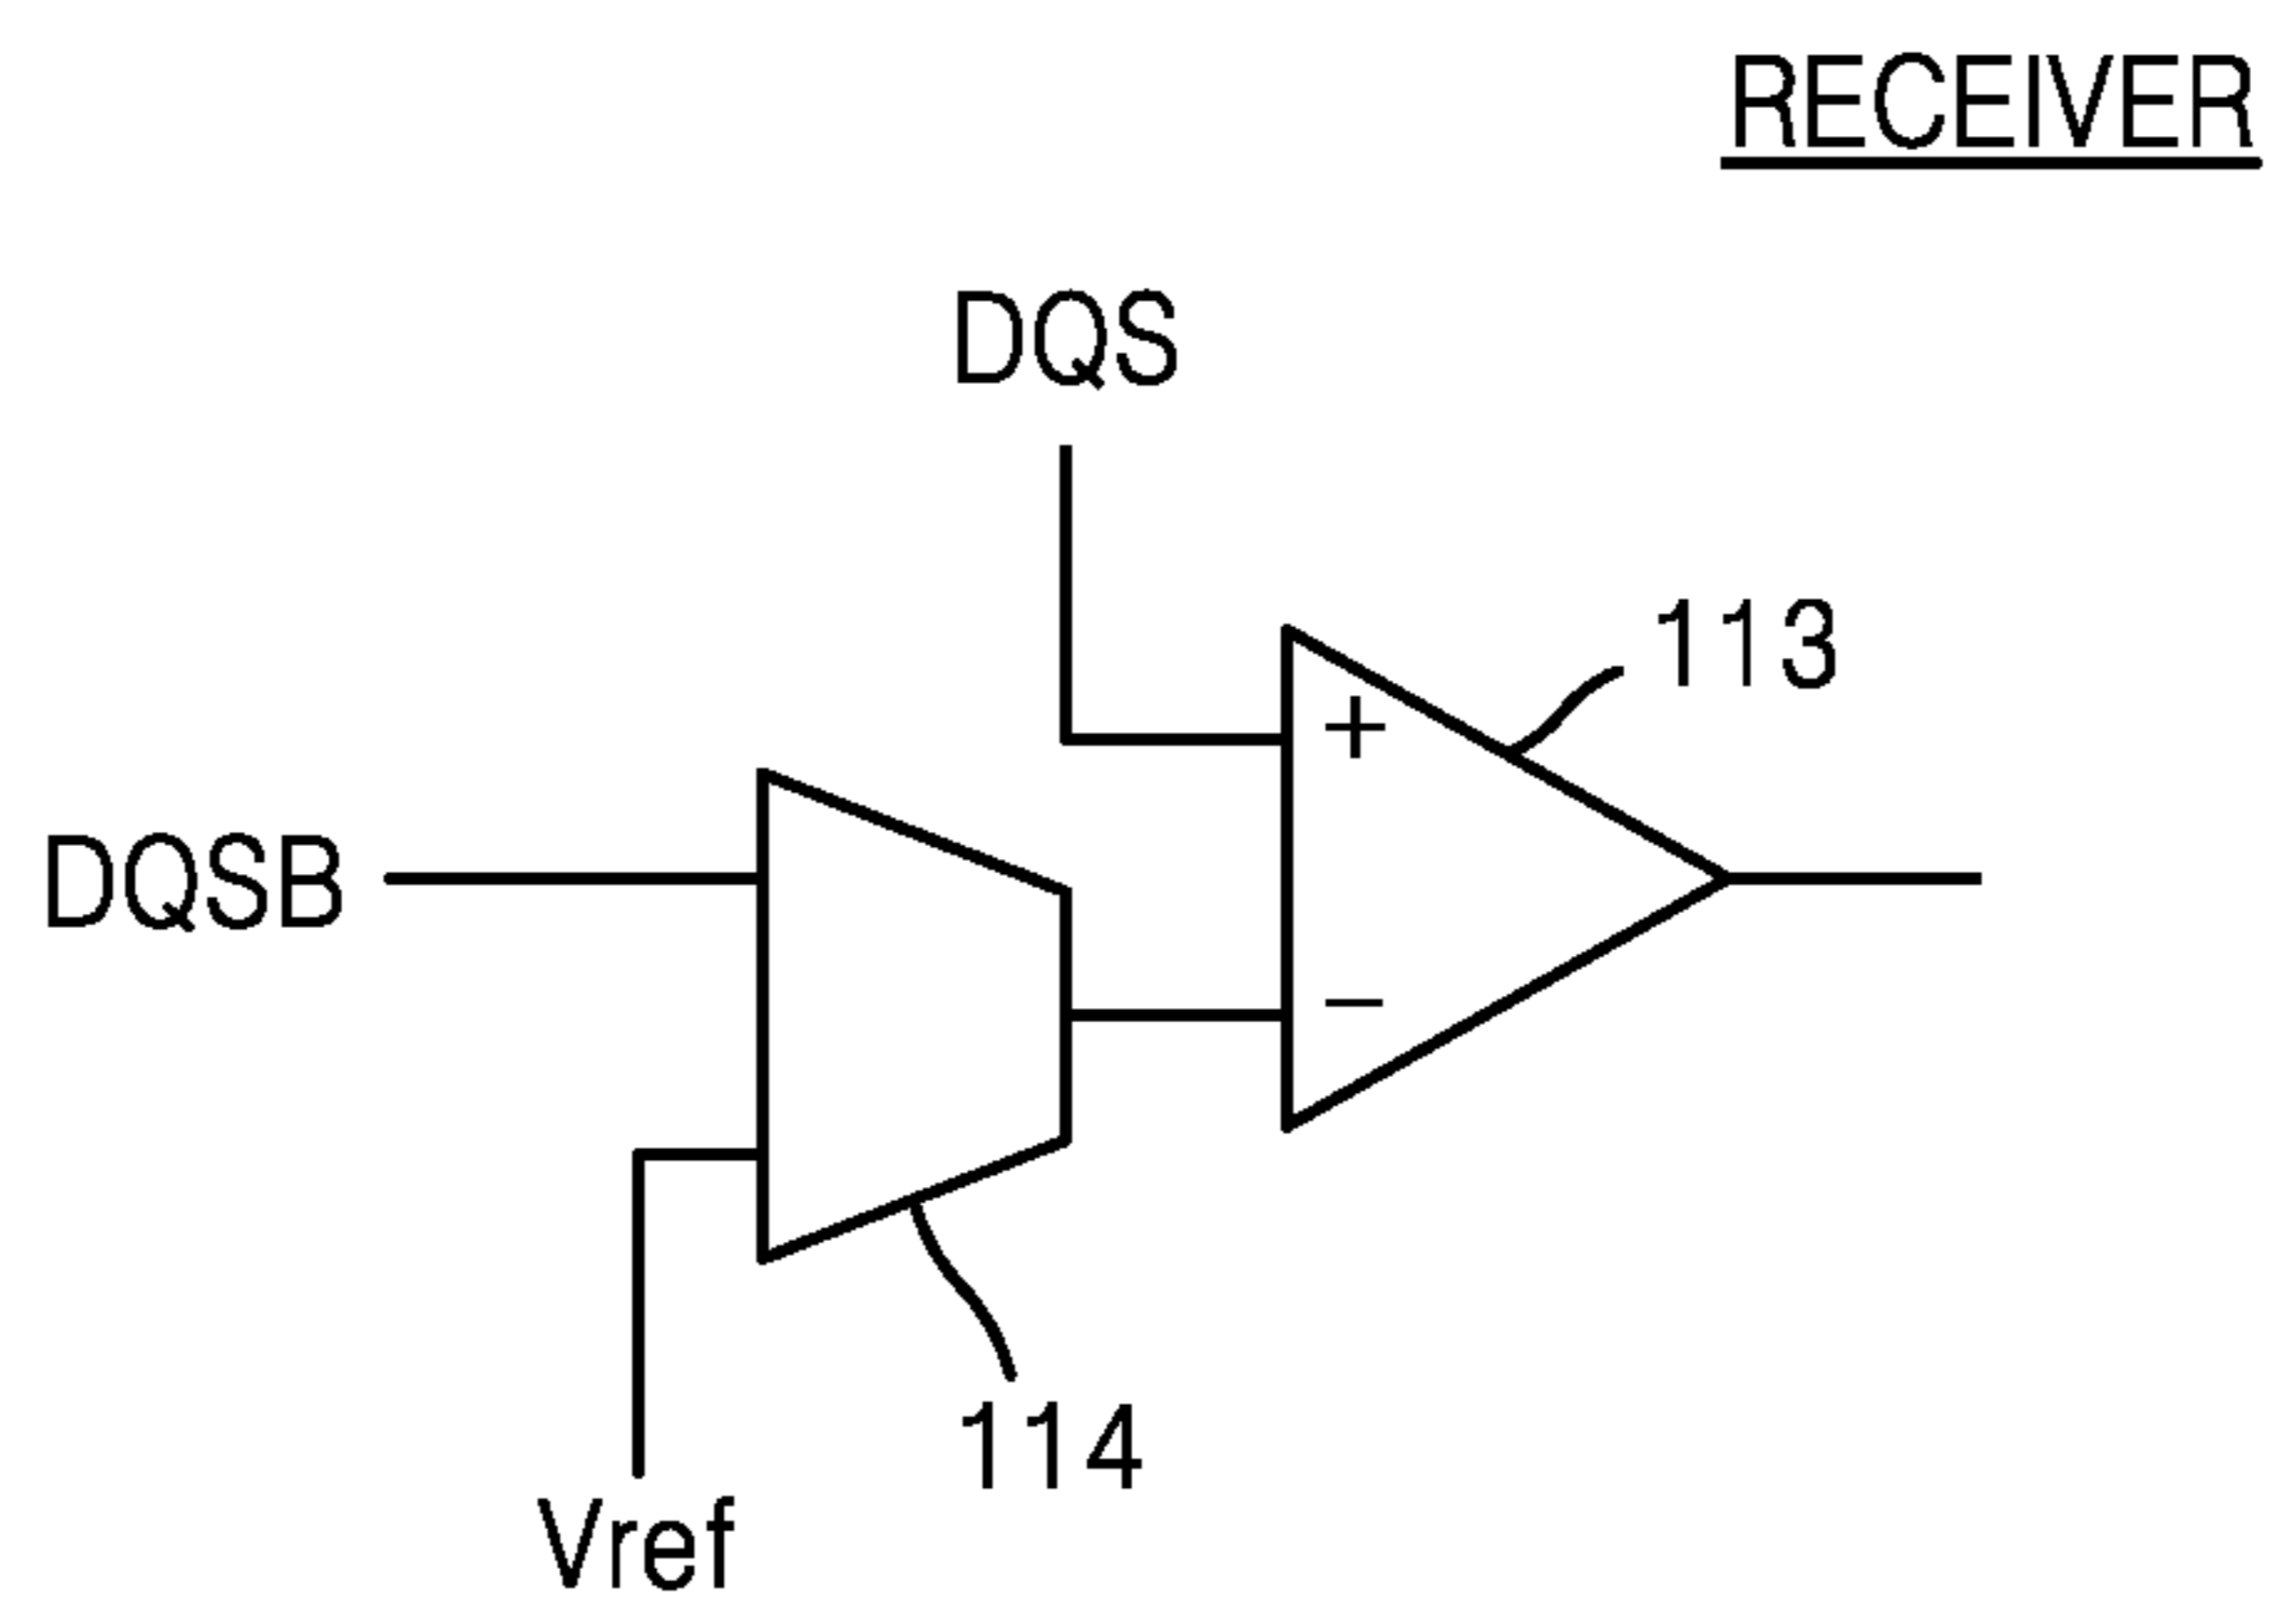 RECEIVER
DQS
113
+
DQSB
−
114
Vref